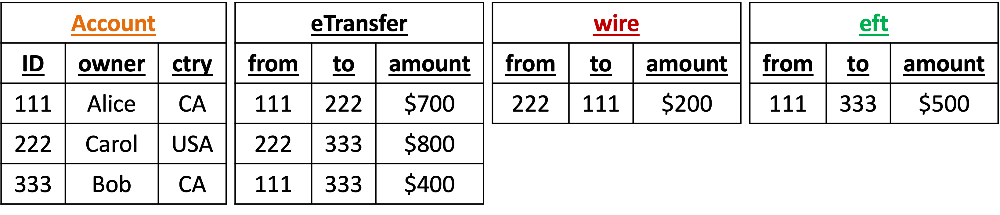 Account eTransfer wire eft
ID owner ctry from to amount from to amount from to amount
111 Alice CA 111 222 $700 222 111 $200 111 333 $500
222 Carol USA 222 333 $800
333 Bob CA 111 333 $400